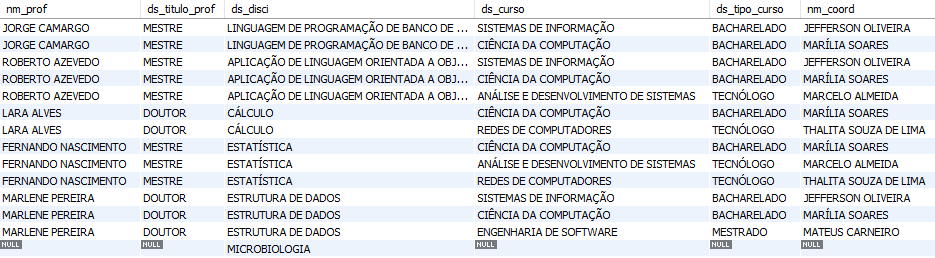 nm_prof ds_titulo_prof ds_disci ds_curso ds_tipo_curso nm_coord
JORGE CAMARGO MESTRE LINGUAGEM DE PROGRAMAÇÃO DE BANCO DE ... SISTEMAS DE INFORMAÇÃO BACHARELADO JEFFERSON OLIVEIRA
JORGE CAMARGO MESTRE LINGUAGEM DE PROGRAMAÇÃO DE BANCO DE ... CIÊNCIA DA COMPUTAÇÃO BACHARELADO MARÍLIA SOARES
ROBERTO AZEVEDO MESTRE APLICAÇÃO DE LINGUAGEM ORIENTADA A OBJ... SISTEMAS DE INFORMAÇÃO BACHARELADO JEFFERSON OLIVEIRA
ROBERTO AZEVEDO MESTRE APLICAÇÃO DE LINGUAGEM ORIENTADA A OBJ... CIÊNCIA DA COMPUTAÇÃO BACHARELADO MARÍLIA SOARES
ROBERTO AZEVEDO MESTRE APLICAÇÃO DE LINGUAGEM ORIENTADA A OBJ... ANÁLISE E DESENVOLVIMENTO DE SISTEMAS TECNÓLOGO MARCELO ALMEIDA
LARA ALVES DOUTOR CÁLCULO CIÊNCIA DA COMPUTAÇÃO BACHARELADO MARÍLIA SOARES
LARA ALVES DOUTOR CÁLCULO REDES DE COMPUTADORES TECNÓLOGO THALITA SOUZA DE LIMA
FERNANDO NASCIMENTO MESTRE ESTATÍSTICA CIÊNCIA DA COMPUTAÇÃO BACHARELADO MARÍLIA SOARES
FERNANDO NASCIMENTO MESTRE ESTATÍSTICA ANÁLISE E DESENVOLVIMENTO DE SISTEMAS TECNÓLOGO MARCELO ALMEIDA
FERNANDO NASCIMENTO MESTRE ESTATÍSTICA REDES DE COMPUTADORES TECNÓLOGO THALITA SOUZA DE LIMA
MARLENE PEREIRA DOUTOR ESTRUTURA DE DADOS SISTEMAS DE INFORMAÇÃO BACHARELADO JEFFERSON OLIVEIRA
MARLENE PEREIRA DOUTOR ESTRUTURA DE DADOS CIÊNCIA DA COMPUTAÇÃO BACHARELADO MARÍLIA SOARES
MARLENE PEREIRA DOUTOR ESTRUTURA DE DADOS ENGENHARIA DE SOFTWARE MESTRADO MATEUS CARNEIRO
NULL NULL MICROBIOLOGIA NULL NULL NULL